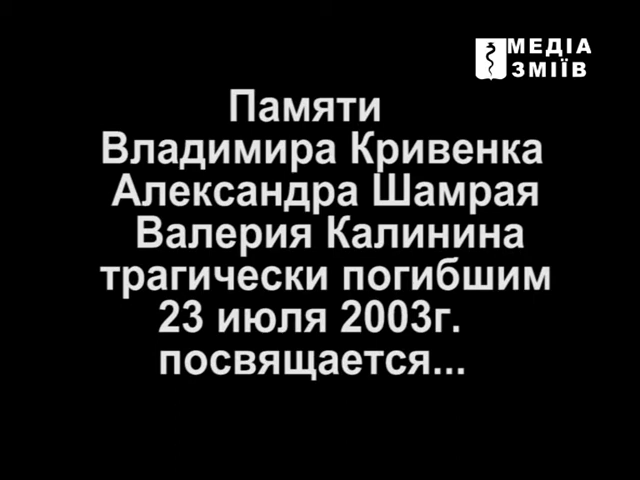 МЕДІА
ЗМІЇВ
Памяти
Владимира Кривенка
Александра Шамрая
Валерия Калинина
трагически погибшим
23 июля 2003г.
посвящается...